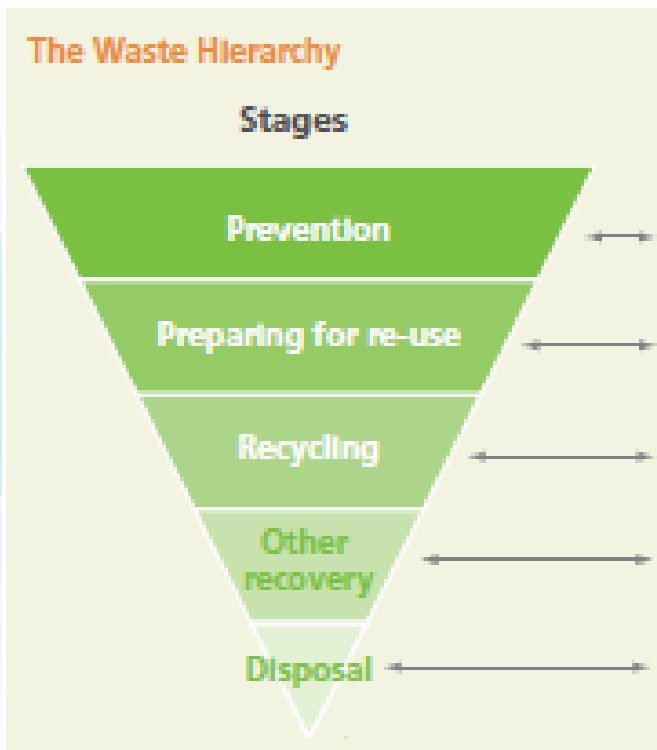 The Waste Hierarchy
Stages
Prevention
Preparing for re-use
Recycling
Other
recovery
Disposal